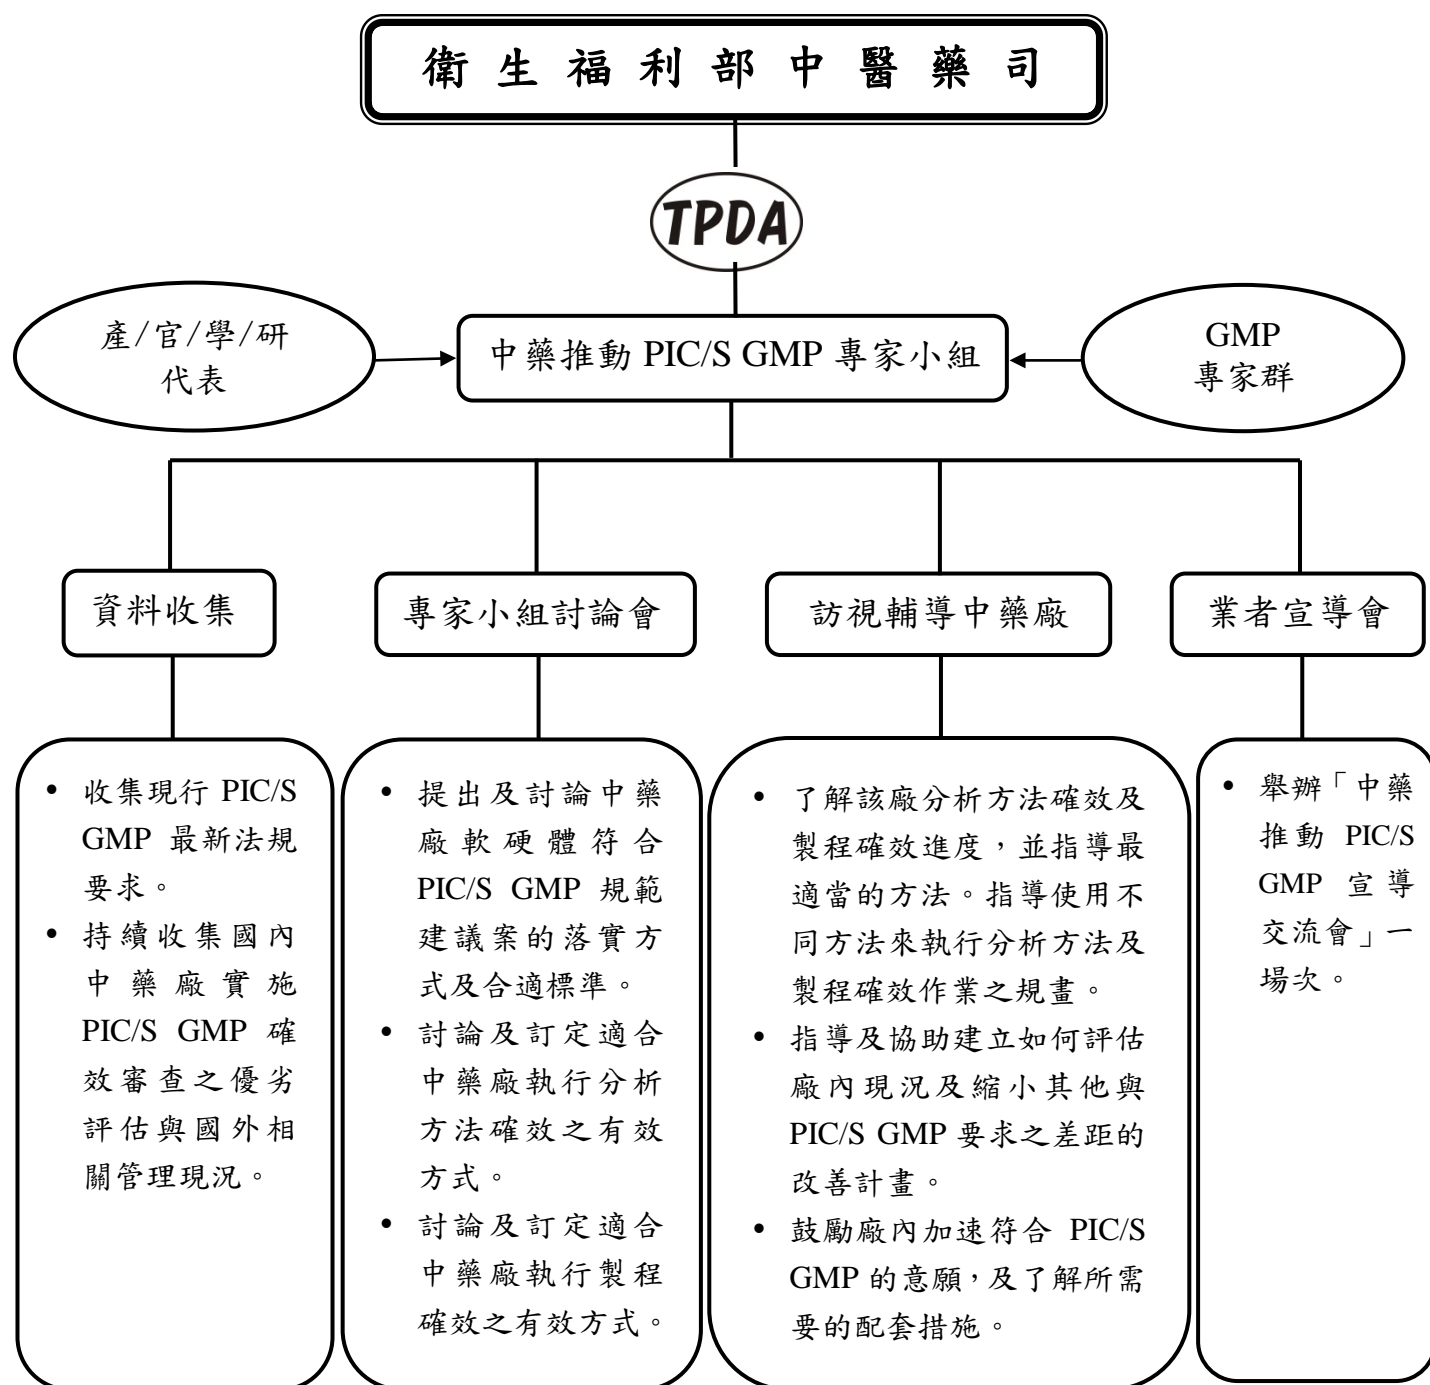 衛生福利部中醫藥司
TPDA
產/官/學/研
代表
中藥推動 PIC/S GMP 專家小組
GMP
專家群
資料收集
專家小組討論會
訪視輔導中藥廠
業者宣導會
• 收集現行 PIC/S
GMP 最新法規
要求。
• 持續收集國內
中藥廠實施
PIC/S GMP 確
效審查之優劣
評估與國外相
關管理現況。
• 提出及討論中藥
廠軟硬體符合
PIC/S GMP 規範
建議案的落實方
式及合適標準。
• 討論及訂定適合
中藥廠執行分析
方法確效之有效
方式。
• 討論及訂定適合
中藥廠執行製程
確效之有效方式。
• 了解該廠分析方法確效及
製程確效進度，並指導最
適當的方法。指導使用不
同方法來執行分析方法及
製程確效作業之規畫。
• 指導及協助建立如何評估
廠內現況及縮小其他與
PIC/S GMP 要求之差距的
改善計畫。
• 鼓勵廠內加速符合 PIC/S
GMP 的意願，及了解所需
要的配套措施。
• 舉辦「中藥
推動 PIC/S
GMP 宣導
交流會」一
場次。